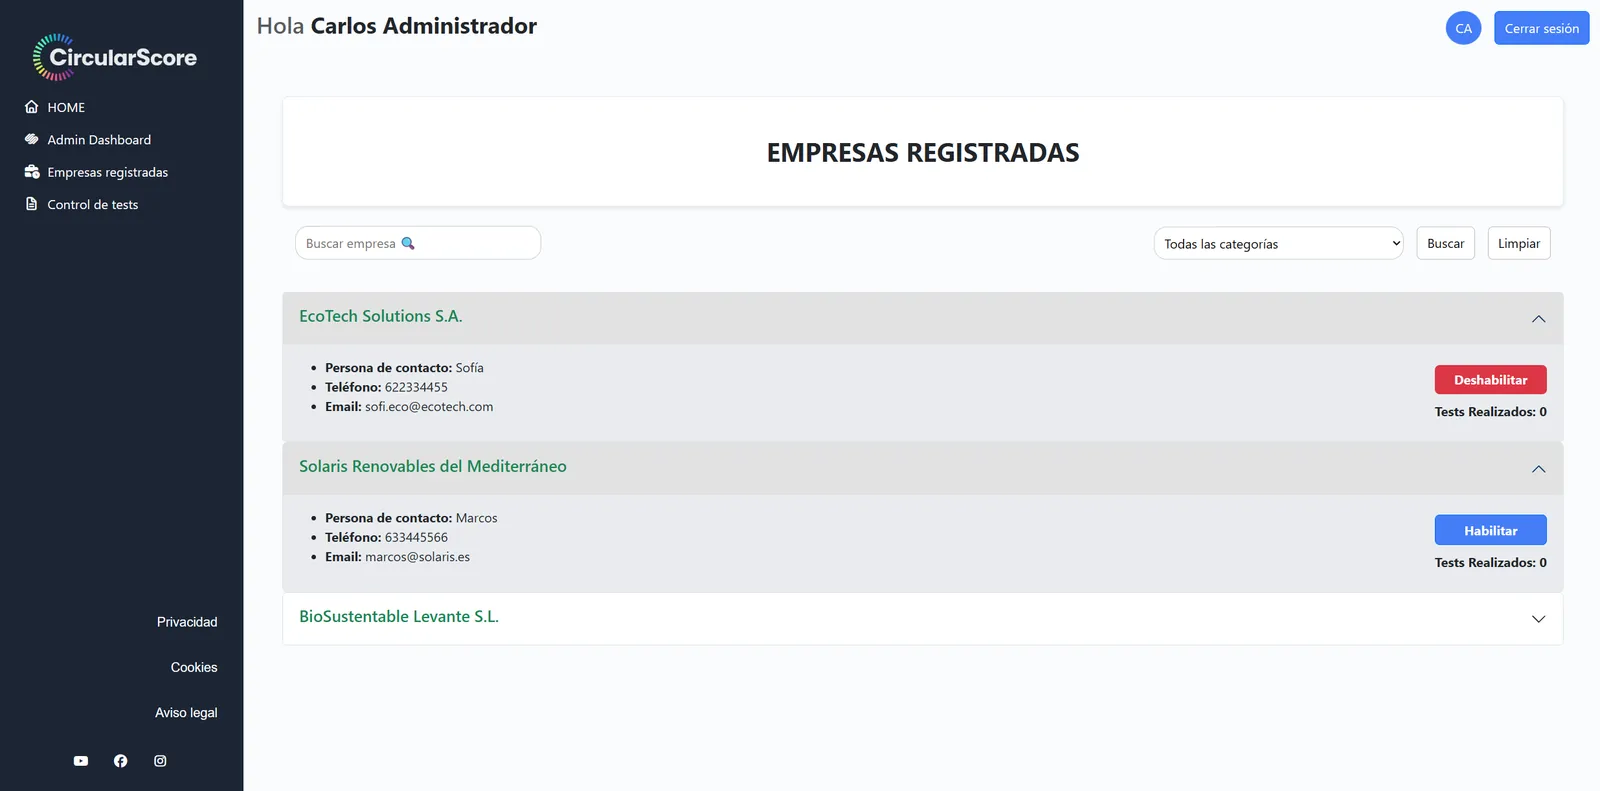 CircularScore
HOME
Admin Dashboard
Empresas registradas
Control de tests
Privacidad
Cookies
Aviso legal
Hola Carlos Administrador
CA
Cerrar sesión
EMPRESAS REGISTRADAS
Buscar empresa 🔍
Todas las categorías
Buscar
Limpiar
EcoTech Solutions S.A.
Persona de contacto: Sofía
Teléfono: 622334455
Email: sofi.eco@ecotech.com
Deshabilitar
Tests Realizados: 0
Solaris Renovables del Mediterráneo
Persona de contacto: Marcos
Teléfono: 633445566
Email: marcos@solaris.es
Habilitar
Tests Realizados: 0
BioSustentable Levante S.L.